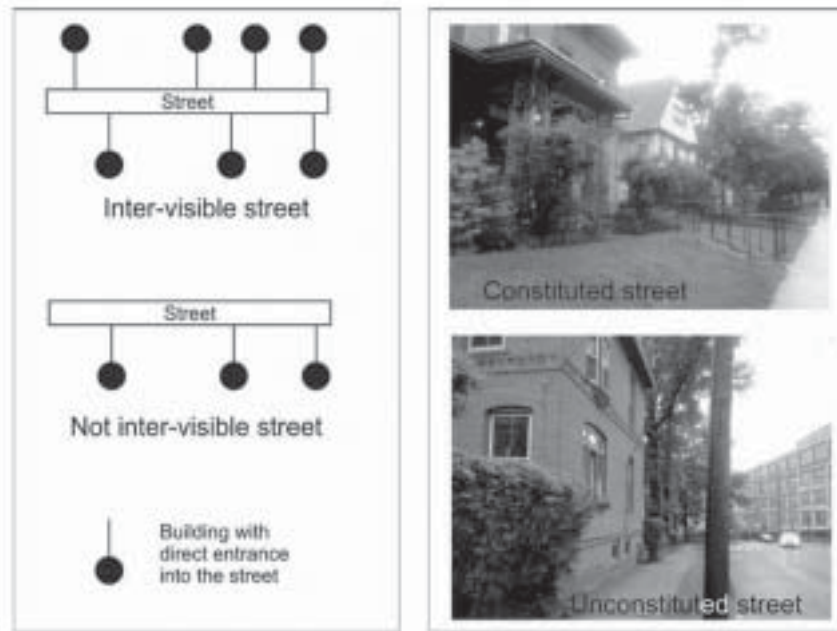 Street
Inter-visible street
Street
Not inter-visible street
Building with
direct entrance
into the street
Constituted street
Unconstituted street